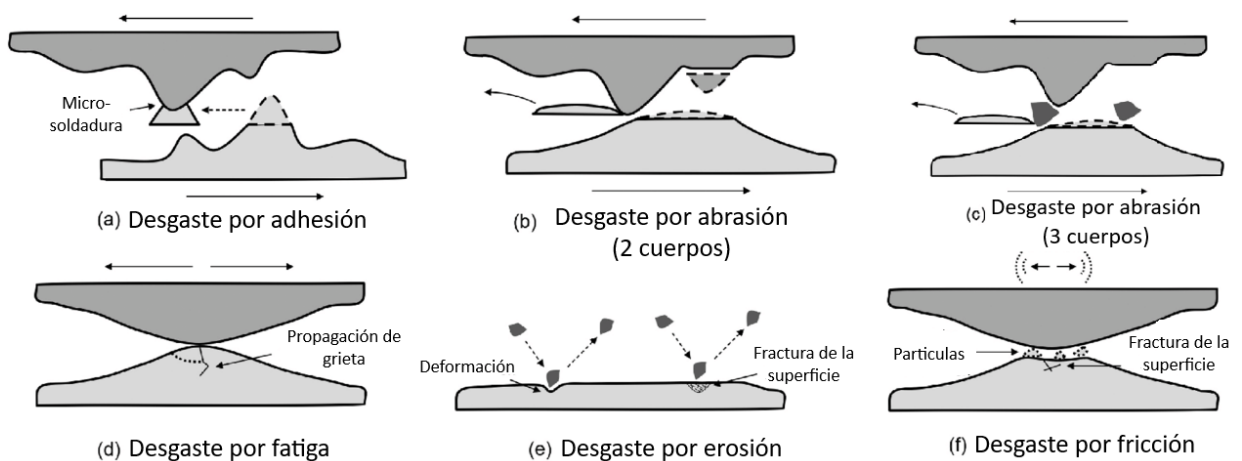 Micro-
soldadura
(a) Desgaste por adhesión
(b) Desgaste por abrasión
(2 cuerpos)
(c) Desgaste por abrasión
(3 cuerpos)
Propagación de
grieta
(d) Desgaste por fatiga
Deformación
Fractura de la
superficie
(e) Desgaste por erosión
Particulas
Fractura de la
superficie
(f) Desgaste por fricción